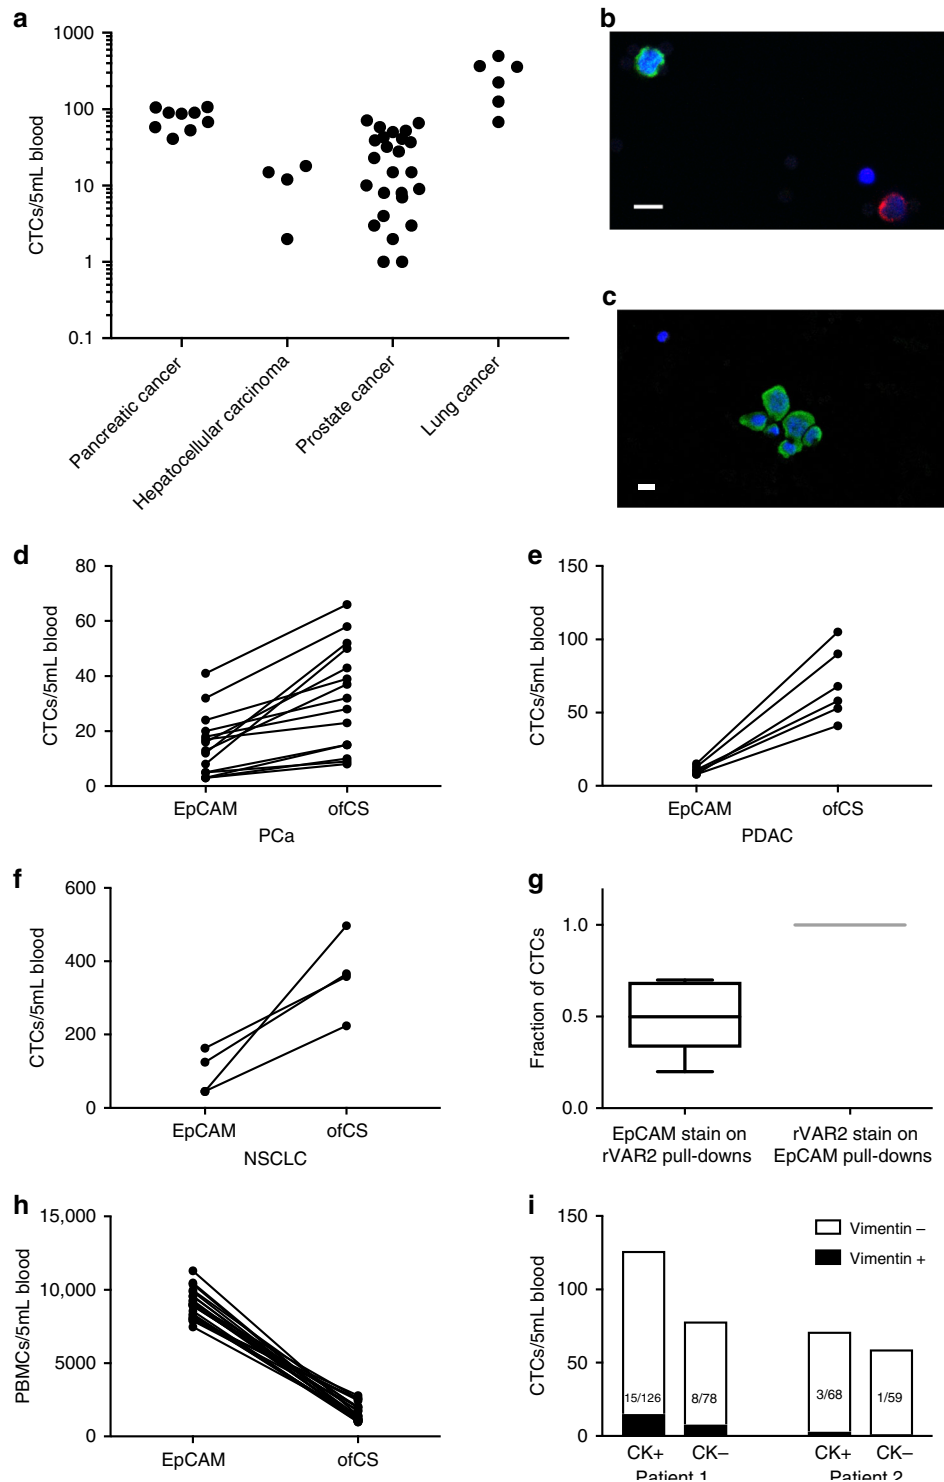 a
1000
100
10
1
0.1
CTCs/5mL blood
Pancreatic cancer
Hepatocellular carcinoma
Prostate cancer
Lung cancer
b
c
d
80
60
40
20
0
CTCs/5mL blood
EpCAM
ofCS
PCa
e
150
100
50
0
CTCs/5mL blood
EpCAM
ofCS
PDAC
f
600
400
200
0
CTCs/5mL blood
EpCAM
ofCS
NSCLC
g
1.0
0.5
0.0
Fraction of CTCs
EpCAM stain on
rVAR2 pull-downs
rVAR2 stain on
EpCAM pull-downs
h
15,000
10,000
5000
0
PBMCs/5mL blood
EpCAM
ofCS
i
150
100
50
0
CTCs/5mL blood
Vimentin –
Vimentin +
15/126
8/78
3/68
1/59
CK+
CK–
CK+
CK–
Patient 1
Patient 2